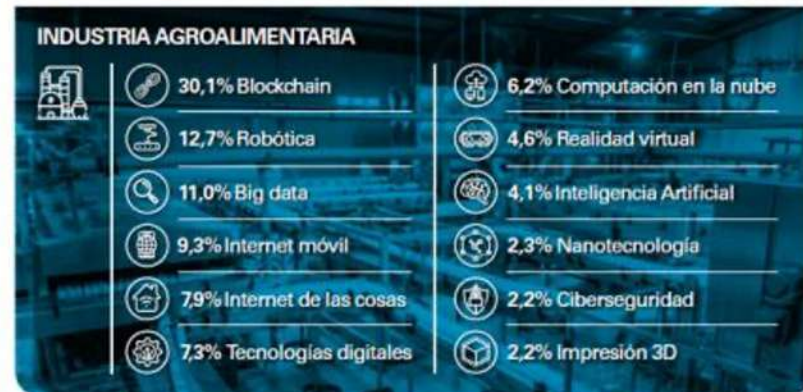 INDUSTRIA AGROALIMENTARIA
30,1% Blockchain
12,7% Robótica
11,0% Big data
9,3% Internet móvil
7,9% Internet de las cosas
7,3% Tecnologías digitales
6,2% Computación en la nube
4,6% Realidad virtual
4,1% Inteligencia Artificial
2,3% Nanotecnología
2,2% Ciberseguridad
2,2% Impresión 3D